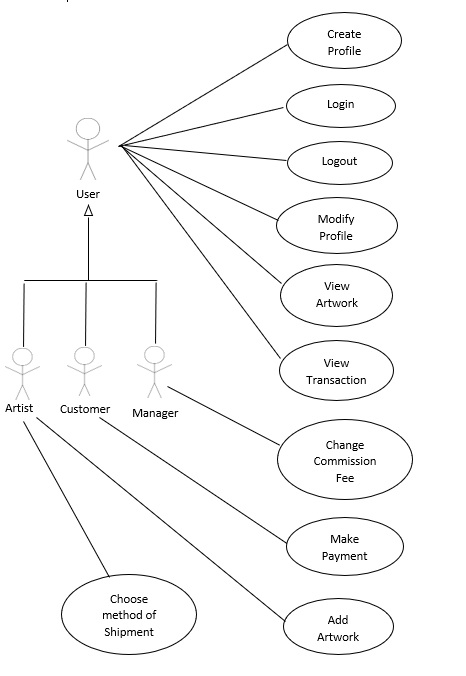 Create
Profile
Login
Logout
User
Modify
Profile
View
Artwork
View
Transaction
Artist
Customer
Manager
Change
Commission
Fee
Make
Payment
Choose
method of
Shipment
Add
Artwork